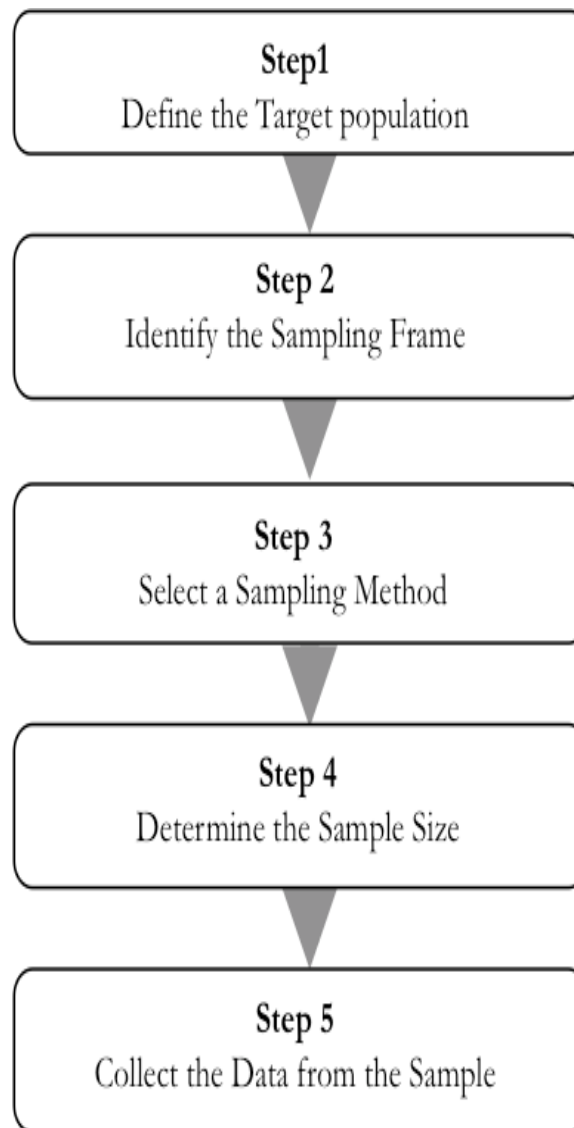 Step1
Define the Target population
Step 2
Identify the Sampling Frame
Step 3
Select a Sampling Method
Step 4
Determine the Sample Size
Step 5
Collect the Data from the Sample